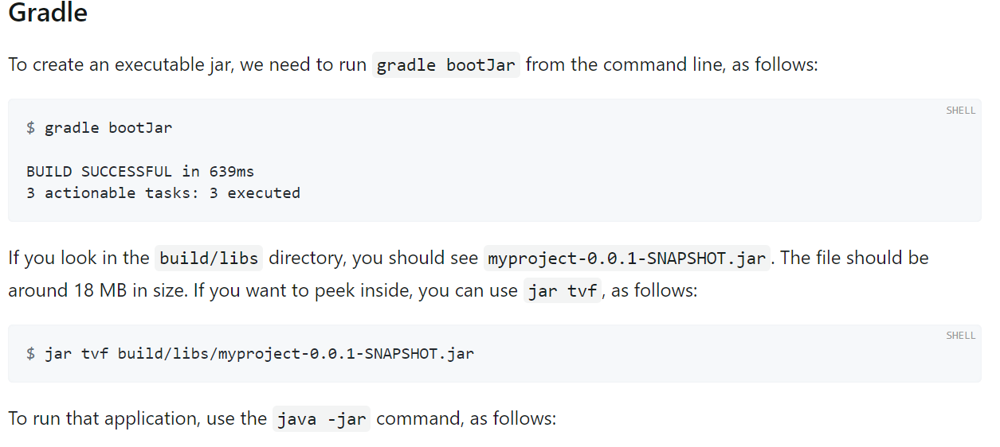 Gradle
To create an executable jar, we need to run gradle bootJar from the command line, as follows:
SHELL
$ gradle bootJar
BUILD SUCCESSFUL in 639ms
3 actionable tasks: 3 executed
If you look in the build/libs directory, you should see myproject-0.0.1-SNAPSHOT.jar. The file should be
around 18 MB in size. If you want to peek inside, you can use jar tvf, as follows:
SHELL
$ jar tvf build/libs/myproject-0.0.1-SNAPSHOT.jar
To run that application, use the java -jar command, as follows: